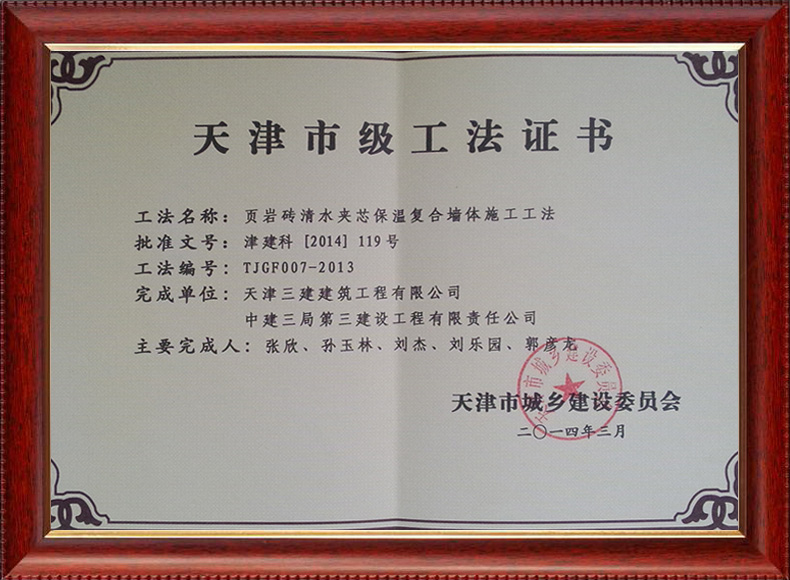 天津市级工法证书
工法名称：页岩砖清水夹芯保温复合墙体施工工法
批准文号：津建科 [2014] 119号
工法编号：TJGF007-2013
完成单位：天津三建建筑工程有限公司
中建三局第三建设工程有限责任公司
主要完成人：张欣、孙玉林、刘杰、刘乐园、郭彦龙
天津市城乡建设委员会
二〇一四年三月